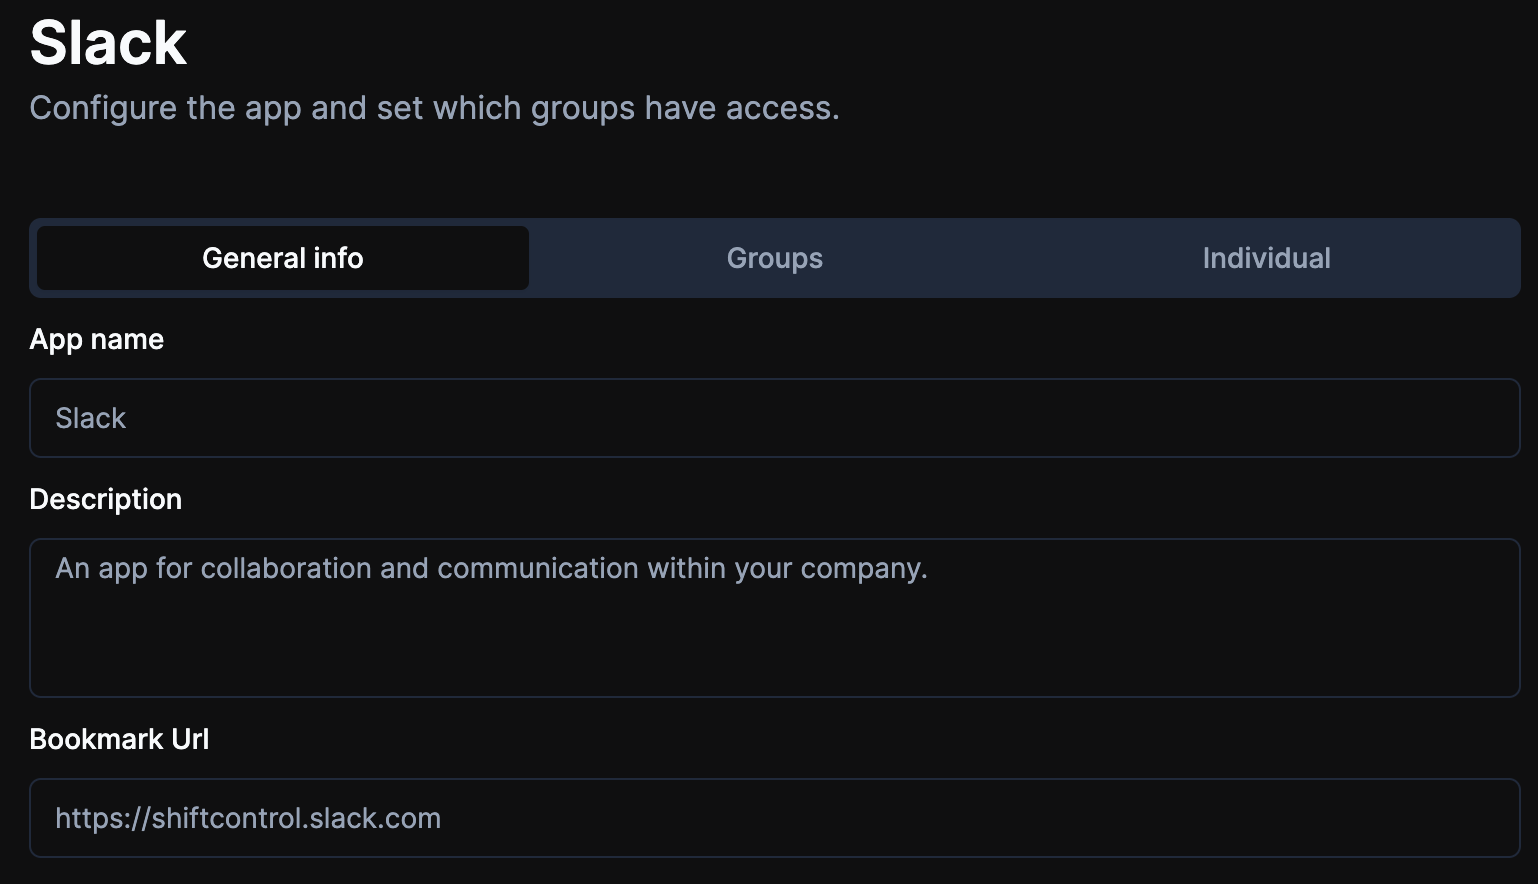 Slack
Configure the app and set which groups have access.
General info
Groups
Individual
App name
Slack
Description
An app for collaboration and communication within your company.
Bookmark Url
https://shiftcontrol.slack.com